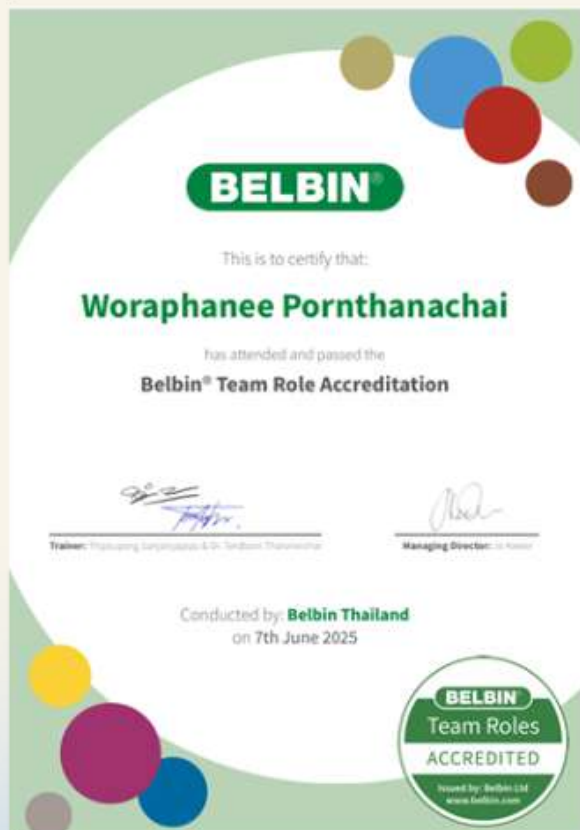 BELBIN®
This is to certify that:
Woraphanee Pornthanachai
has attended and passed the
Belbin® Team Role Accreditation
Trainer:
Managing Director:
Conducted by: Belbin Thailand
on 7th June 2025
BELBIN
Team Roles
ACCREDITED
Issued by: Belbin Ltd
www.belbin.com